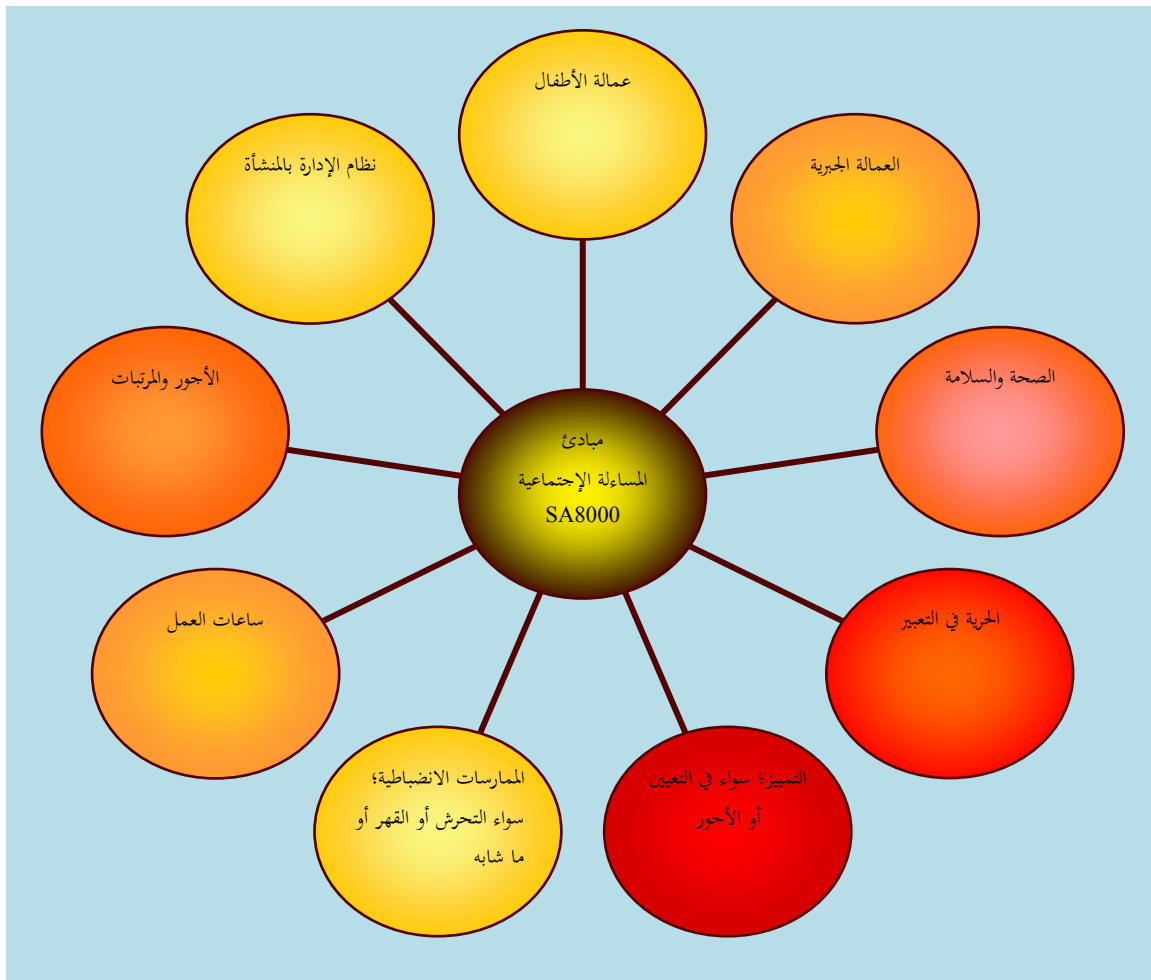 عمالة الأطفال
العمالة الجبرية
الصحة والسلامة
الحرية في التعبير
التمييز؛ سواء في التعيين
أو الأجور
الممارسات الانضباطية؛
سواء التحرش أو القهر أو
ما شابه
ساعات العمل
الأجور والمرتبات
نظام الإدارة بالمنشأة
مبادئ
المساءلة الإجتماعية
SA8000